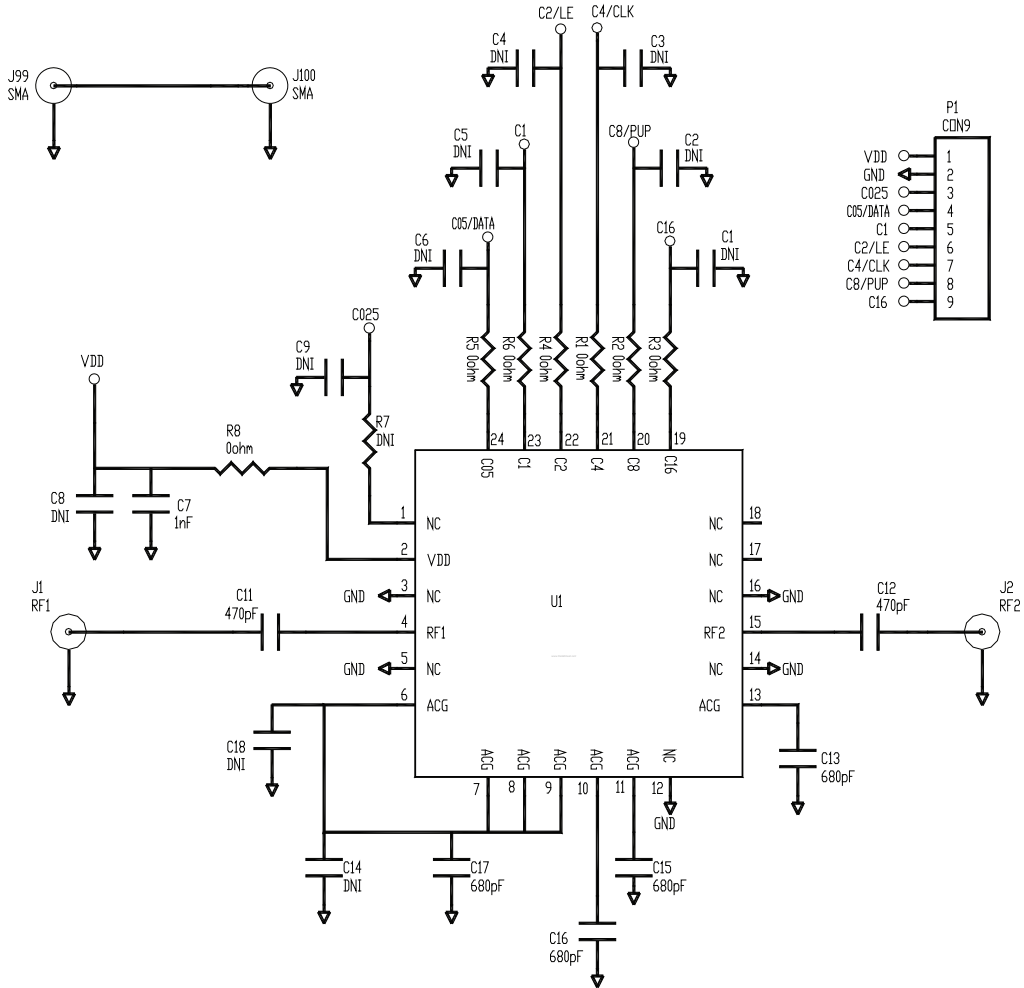 C2/LE
C4/CLK
C4
DNI
C3
DNI
J99
SMA
J100
SMA
P1
CON9
C5
DNI
C1
C8/PUP
C2
DNI
VDD
1
GND
2
C025
3
C05/DATA
4
C1
5
C2/LE
6
C4/CLK
7
C8/PUP
8
C16
9
C6
DNI
C05/DATA
C16
C1
DNI
C025
C9
DNI
R5 0ohm
R6 0ohm
R4 0ohm
R1 0ohm
R2 0ohm
R3 0ohm
VDD
R8
0ohm
R7
DNI
24
23
22
21
20
19
C05
C1
C2
C4
C8
C16
C8
DNI
C7
1nF
1
NC
NC
18
2
VDD
NC
17
GND
3
NC
NC
16
GND
J1
RF1
C11
470pF
4
RF1
U1
RF2
15
C12
470pF
J2
RF2
GND
5
NC
NC
14
GND
6
ACG
ACG
13
C18
DNI
ACG
ACG
ACG
ACG
ACG
NC
C13
680pF
7
8
9
10
11
12
GND
C14
DNI
C17
680pF
C15
680pF
C16
680pF